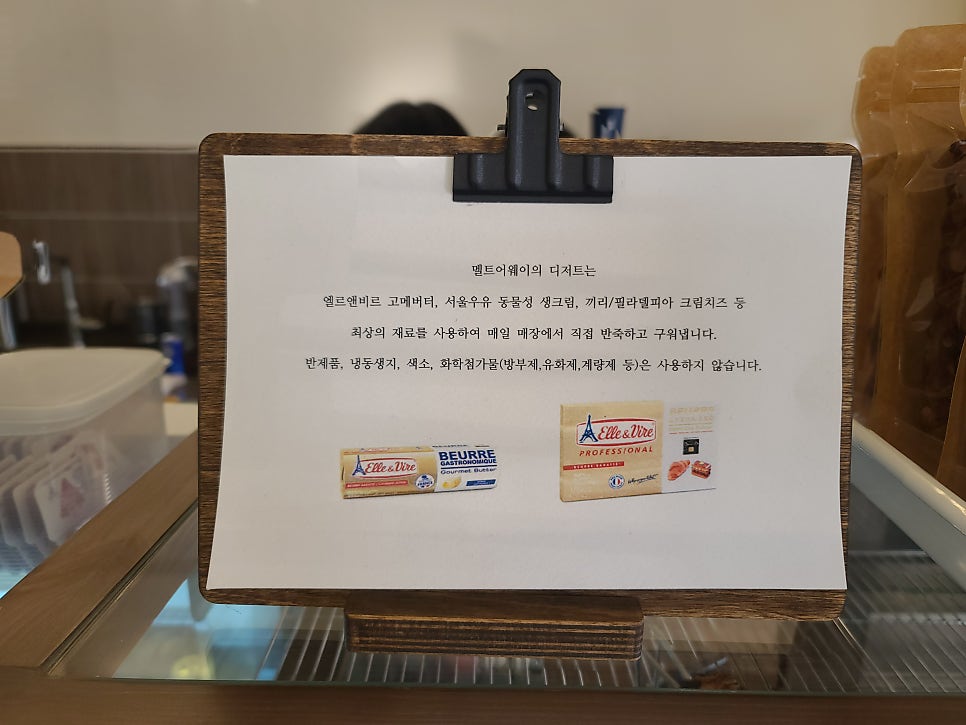 멜트어웨이의 디저트는
엘르앤비르 고메버터, 서울우유 동물성 생크림, 끼리/필라델피아 크림치즈 등
최상의 재료를 사용하여 매일 매장에서 직접 반죽하고 구워냅니다.
반제품, 냉동생지, 색소, 화학첨가물(방부제,유화제,계량제 등)은 사용하지 않습니다.
Elle & Vire
BEURRE
GASTRONOMIQUE
Gourmet Butter
Elle & Vire
PROFESSIONAL